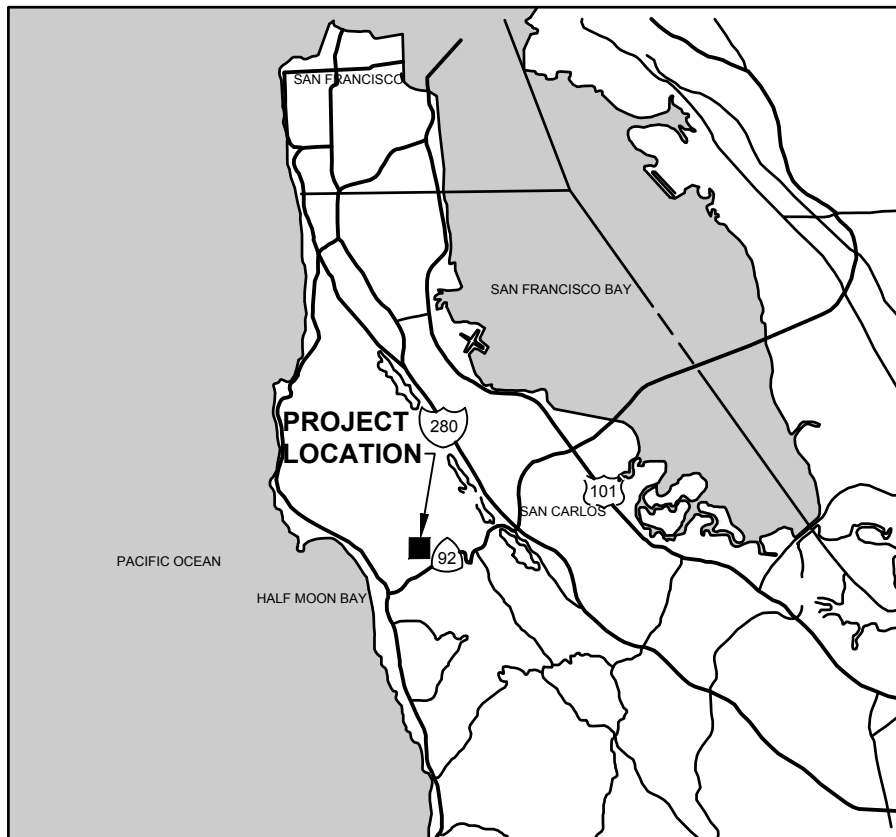 SAN FRANCISCO
SAN FRANCISCO BAY
PROJECT
LOCATION
280
101
SAN CARLOS
92
PACIFIC OCEAN
HALF MOON BAY